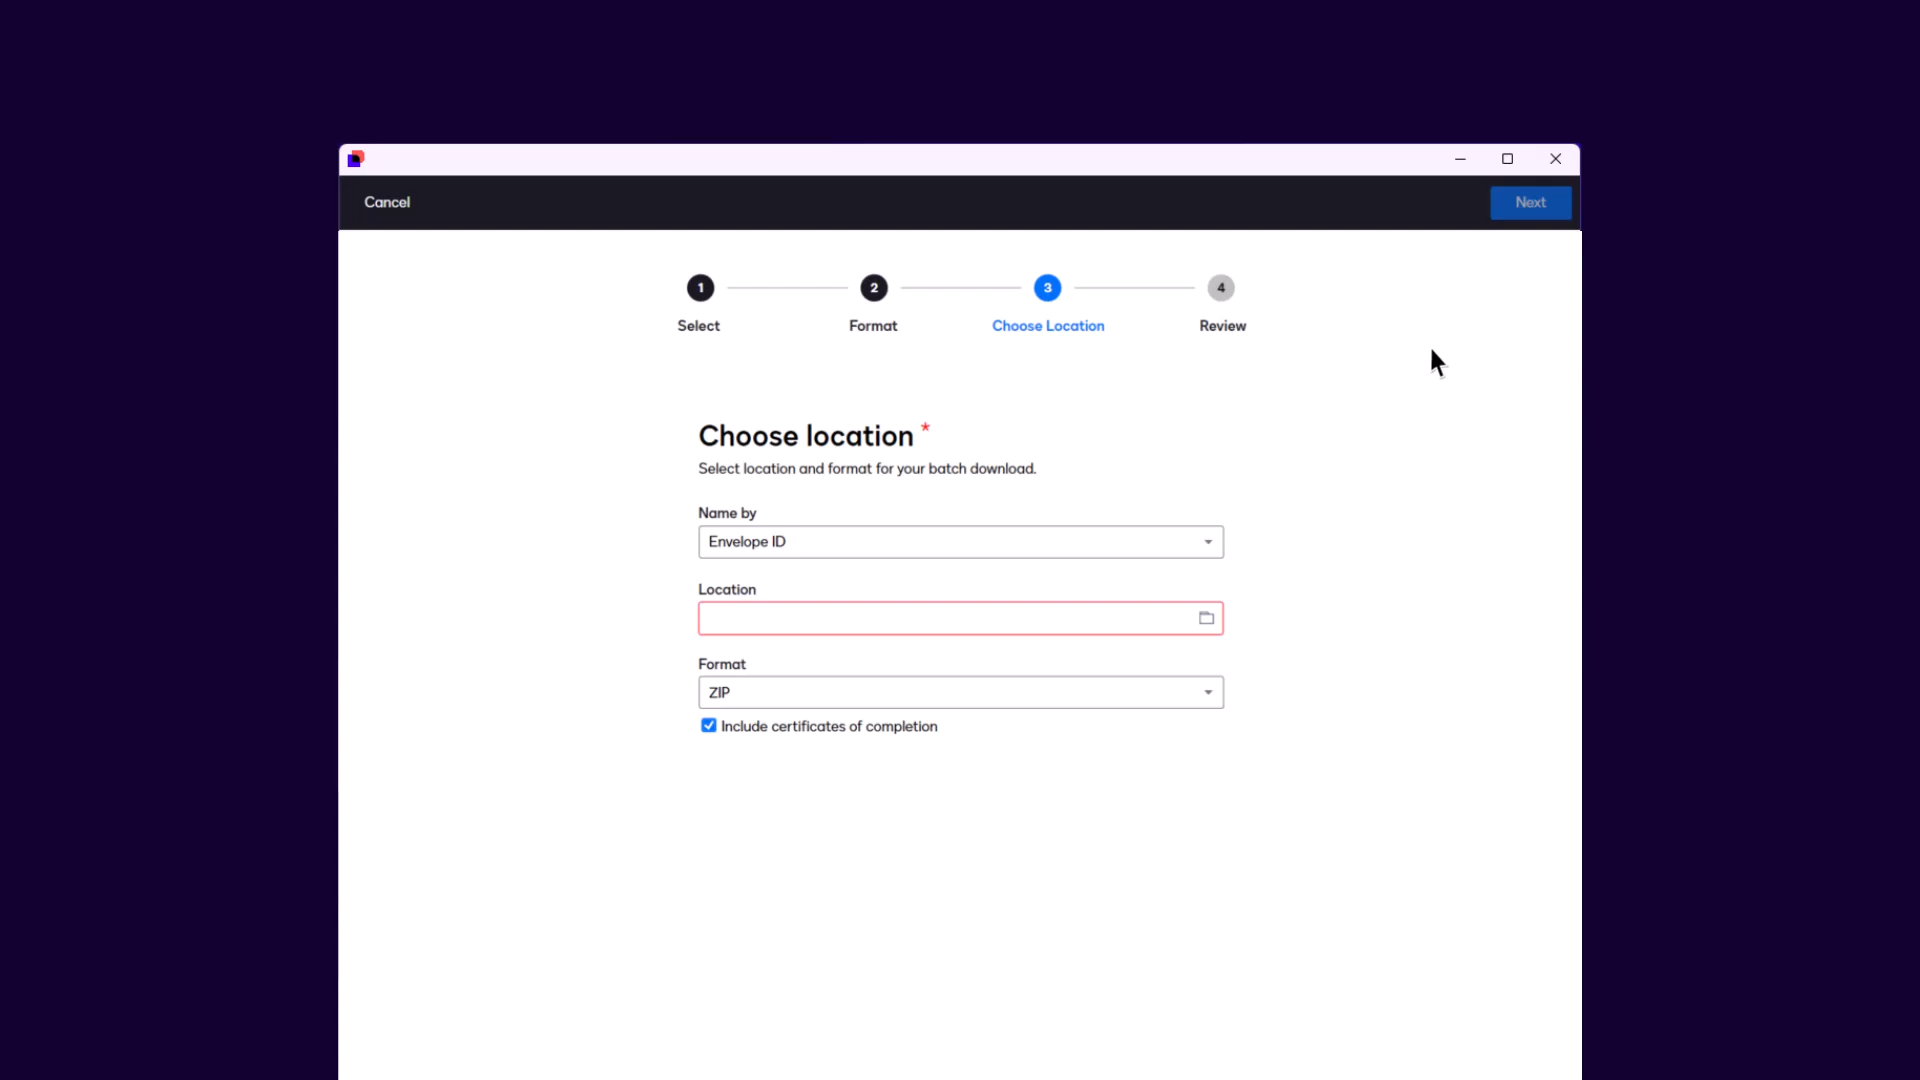 Cancel
Next
1
2
3
4
Select
Format
Choose Location
Review
Choose location *
Select location and format for your batch download.
Name by
Envelope ID
Location
Format
ZIP
Include certificates of completion